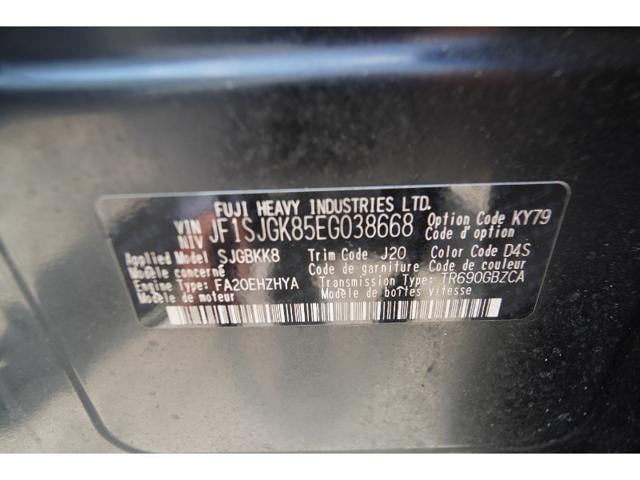 FUJI HEAVY INDUSTRIES LTD.
VIN
NIV JF1SJGK85EG038668 Option Code KY79
Code d'option
Applied Model SJGBKK8 Trim Code J20 Color Code D4S
Modèle concerné Code de garniture Code de couleur
Engine Type: FA20EHZHYA Transmission Type: TR690GBZCA
Modèle de moteur Modèle de boîtes vitesse